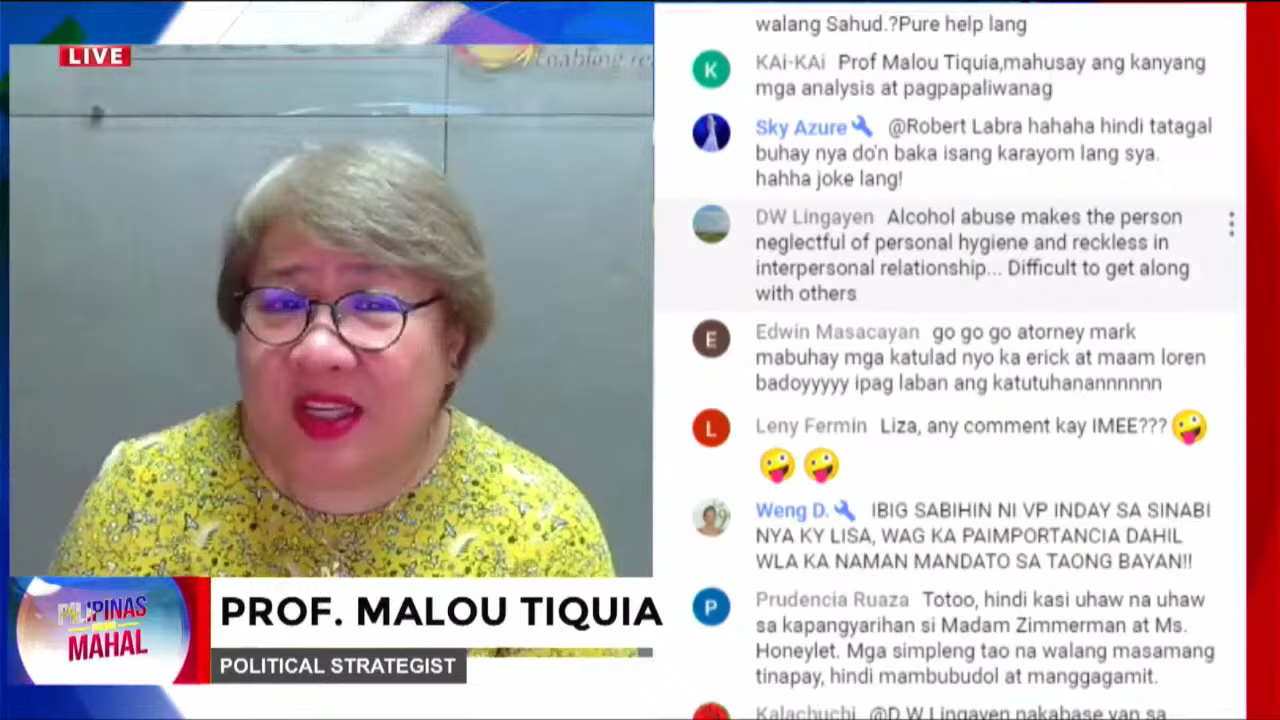 LIVE
Enabling
PILIPINAS
MAHAL
PROF. MALOU TIQUIA
POLITICAL STRATEGIST
walang Sahud.?Pure help lang
K
KAi-KAi Prof Malou Tiquia,mahusay ang kanyang
mga analysis at pagpapaliwanag
Sky Azure @Robert Labra hahaha hindi tatagal
buhay nya do'n baka isang karayom lang sya.
hahha joke lang!
DW Lingayen Alcohol abuse makes the person
neglectful of personal hygiene and reckless in
interpersonal relationship... Difficult to get along
with others
E
Edwin Masacayan go go go atorney mark
mabuhay mga katulad nyo ka erick at maam loren
badoyyyyy ipag laban ang katutuhanannnnnn
L
Leny Fermin Liza, any comment kay IMEE??? 🤪
🤪🤪
Weng D. IBIG SABIHIN NI VP INDAY SA SINABI
NYA KY LISA, WAG KA PAIMPORTANCIA DAHIL
WLA KA NAMAN MANDATO SA TAONG BAYAN!!
P
Prudencia Ruaza Totoo, hindi kasi uhaw na uhaw
sa kapangyarihan si Madam Zimmerman at Ms.
Honeylet. Mga simpleng tao na walang masamang
tinapay, hindi mambubudol at manggagamit.
Kalachuchi @D W Lingayen nakabase yan sa